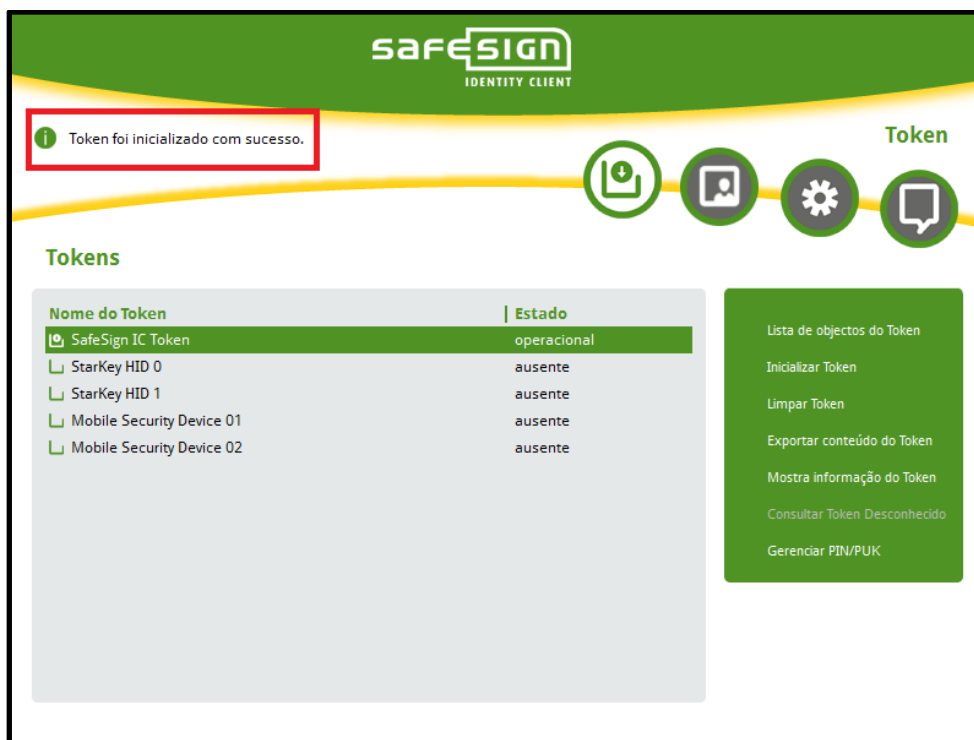 safesign
IDENTITY CLIENT
Token foi inicializado com sucesso.
Token
Tokens
Nome do Token Estado
SafeSign IC Token operacional
StarKey HID 0 ausente
StarKey HID 1 ausente
Mobile Security Device 01 ausente
Mobile Security Device 02 ausente
Lista de objectos do Token
Inicializar Token
Limpar Token
Exportar conteúdo do Token
Mostra informação do Token
Consultar Token Desconhecido
Gerenciar PIN/PUK